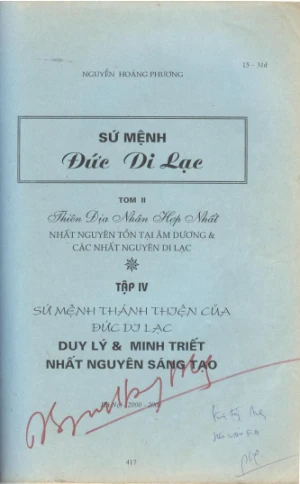 15 - 31d
NGUYỄN HOÀNG PHƯƠNG
SỨ MỆNH
Đức Di Lạc
TOM II
Thiên Địa Nhân Hợp Nhất
NHẤT NGUYÊN TỒN TẠI ÂM DƯƠNG &
CÁC NHẤT NGUYÊN DI LẠC
TẬP IV
SỨ MỆNH THÁNH THIỆN CỦA
ĐỨC DI LẠC
DUY LÝ & MINH TRIẾT
NHẤT NGUYÊN SÁNG TẠO
2000 - 
417